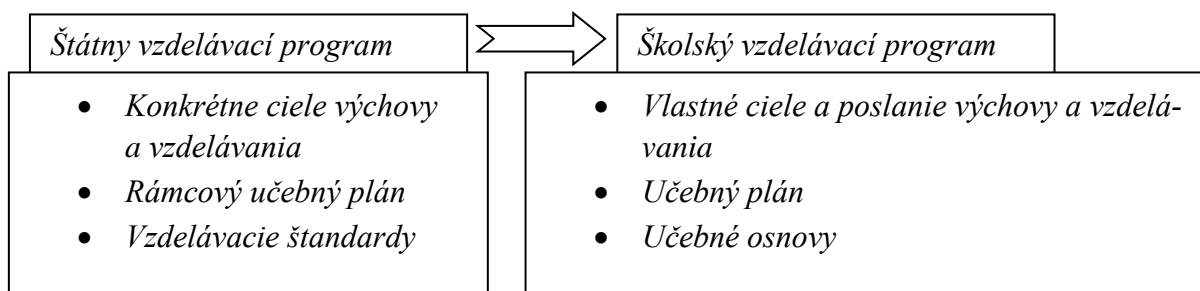 Štátny vzdelávací program
• Konkrétne ciele výchovy
a vzdelávania
• Rámcový učebný plán
• Vzdelávacie štandardy
Školský vzdelávací program
• Vlastné ciele a poslanie výchovy a vzdelá-
vania
• Učebný plán
• Učebné osnovy